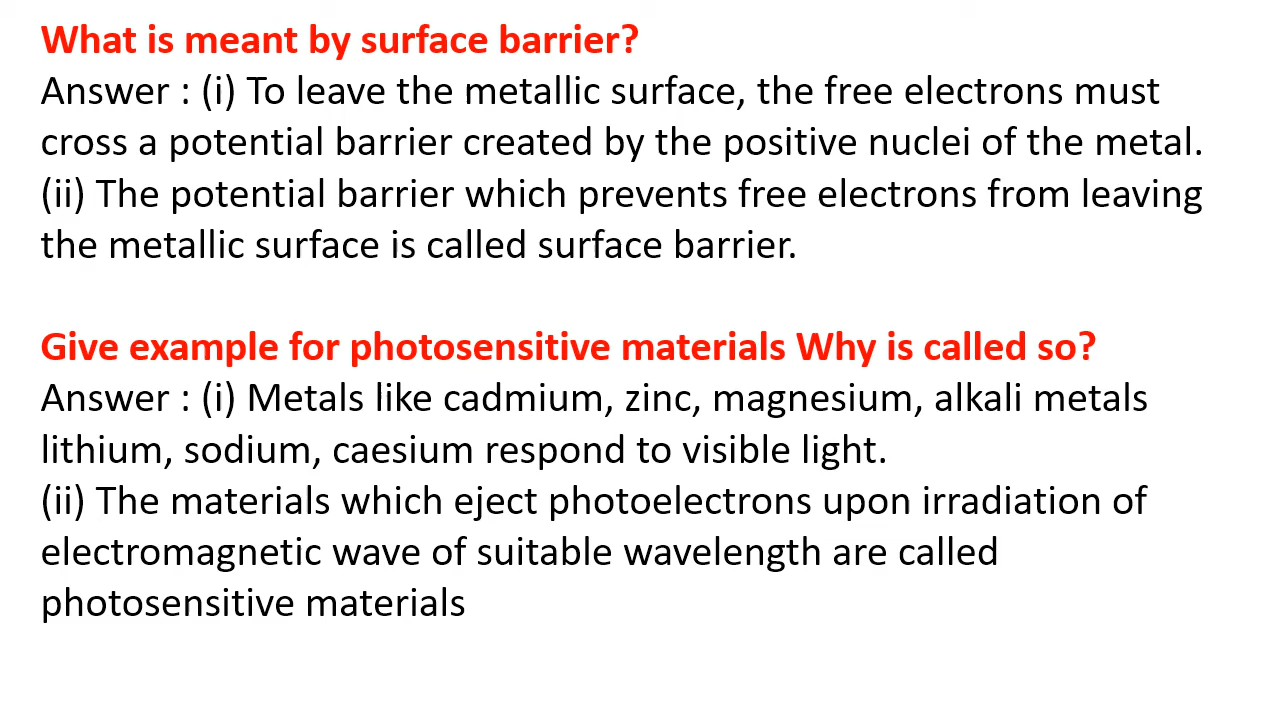 What is meant by surface barrier?
Answer : (i) To leave the metallic surface, the free electrons must
cross a potential barrier created by the positive nuclei of the metal.
(ii) The potential barrier which prevents free electrons from leaving
the metallic surface is called surface barrier.
Give example for photosensitive materials Why is called so?
Answer : (i) Metals like cadmium, zinc, magnesium, alkali metals
lithium, sodium, caesium respond to visible light.
(ii) The materials which eject photoelectrons upon irradiation of
electromagnetic wave of suitable wavelength are called
photosensitive materials